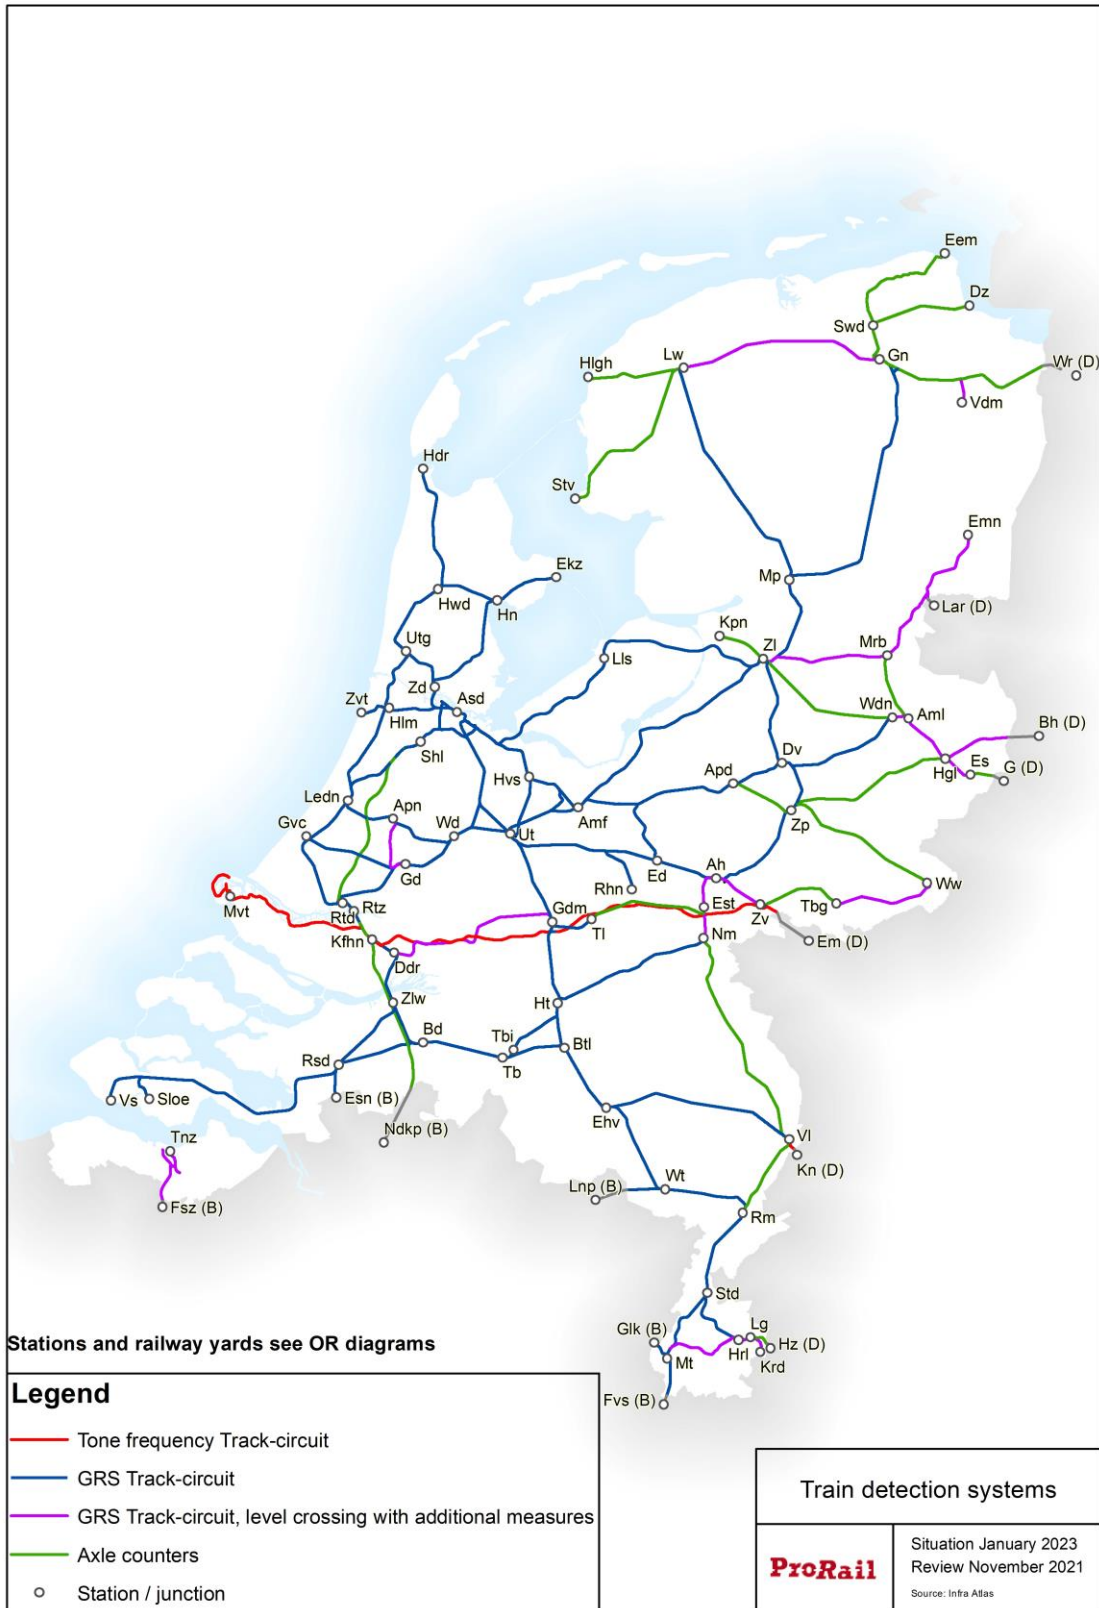 Eem
Dz
Swd
Gn
Wr (D)
Hlgh
Lw
Vdm
Hdr
Stv
Emn
Ekz
Mp
Hwd
Hn
Lar (D)
Kpn
Utg
Zl
Mrb
Lls
Zd
Zvt
Asd
Hlm
Wdn
Aml
Bh (D)
Shl
Dv
Hgl
Es
G (D)
Hvs
Apd
Ledn
Apn
Amf
Zp
Gvc
Wd
Ut
Gd
Ed
Ah
Rhn
Ww
Mvt
Rtd
Rtz
Gdm
Tl
Est
Zv
Tbg
Kfhn
Nm
Em (D)
Ddr
Zlw
Ht
Bd
Tbi
Btl
Rsd
Tb
Vs
Sloe
Esn (B)
Ehv
Ndkp (B)
Tnz
Vl
Kn (D)
Fsz (B)
Lnp (B)
Wt
Rm
Std
Glk (B)
Lg
Hz (D)
Mt
Hrl
Krd
Fvs (B)
Stations and railway yards see OR diagrams
Legend
Tone frequency Track-circuit
GRS Track-circuit
GRS Track-circuit, level crossing with additional measures
Axle counters
Station / junction
Train detection systems
ProRail
Situation January 2023
Review November 2021
Source: Infra Atlas